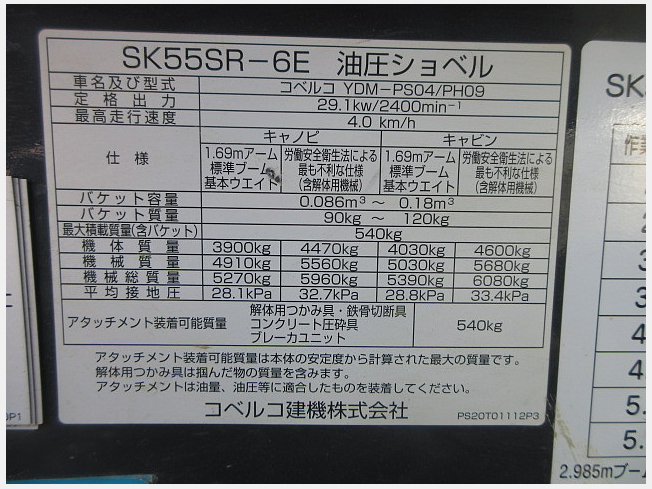 SK55SR-6E 油圧ショベル
車名及び型式 コベルコ YDM-PS04/PH09
定格出力 29.1kw/2400min⁻¹
最高走行速度 4.0 km/h
仕様 キャノピ キャビン
1.69mアーム 労働安全衛生法による 1.69mアーム 労働安全衛生法による
標準ブーム 最も不利な仕様 標準ブーム 最も不利な仕様
基本ウエイト (含解体用機械) 基本ウエイト (含解体用機械)
バケット容量 0.086m³ ～ 0.18m³
バケット質量 90kg ～ 120kg
最大積載質量(含バケット) 540kg
機体質量 3900kg 4470kg 4030kg 4600kg
機械質量 4910kg 5560kg 5030kg 5680kg
機械総質量 5270kg 5960kg 5390kg 6080kg
平均接地圧 28.1kPa 32.7kPa 28.8kPa 33.4kPa
アタッチメント装着可能質量 解体用つかみ具・鉄骨切断具 540kg
コンクリート圧砕具
ブレーカユニット
アタッチメント装着可能質量は本体の安定度から計算された最大の質量です。
解体用つかみ具は掴んだ物の質量を含みます。
アタッチメントは油量、油圧等に適合したものを装着してください。
コベルコ建機株式会社 PS20T01112P3
0P1
SK
作業
3
3
4
4
5.
5.
2.985mブーム